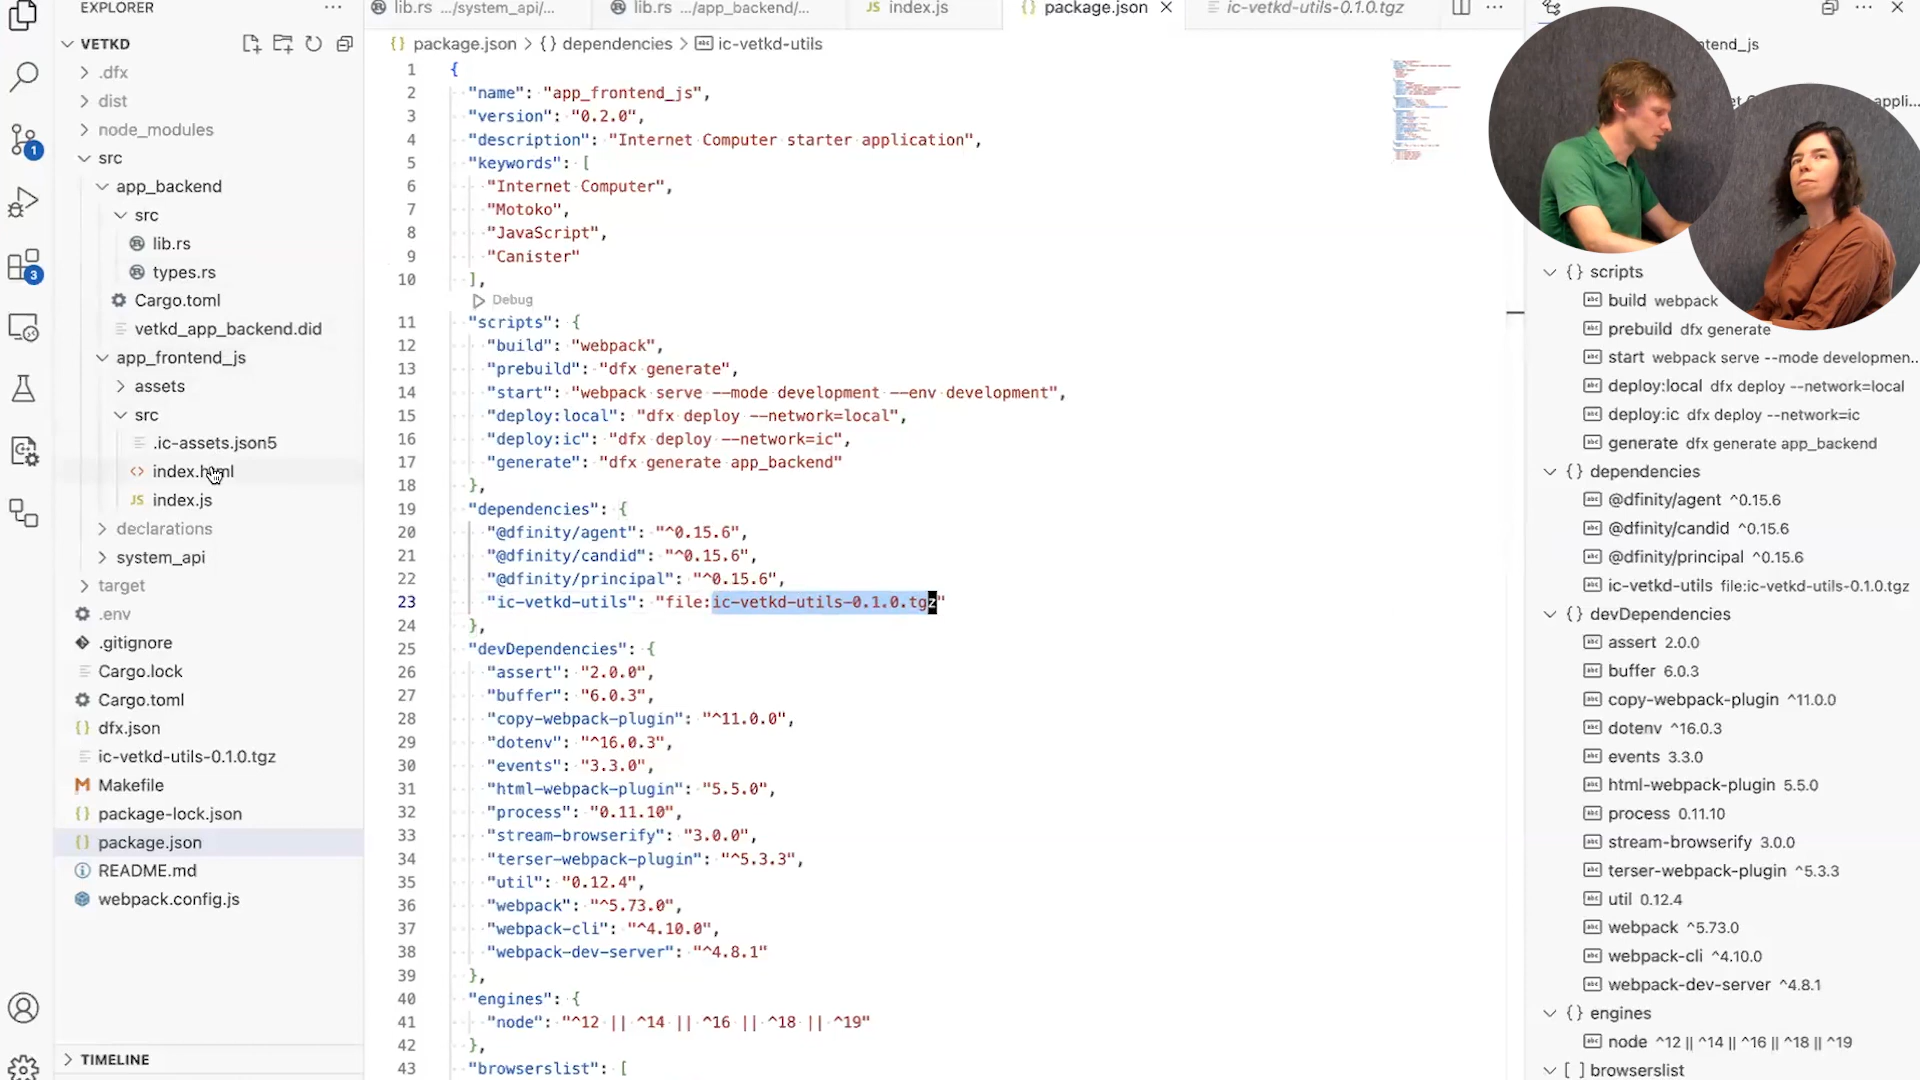 EXPLORER
VETKD
.dfx
dist
node_modules
src
app_backend
src
lib.rs
types.rs
Cargo.toml
vetkd_app_backend.did
app_frontend_js
assets
src
.ic-assets.json5
index.html
JS index.js
declarations
system_api
target
.env
.gitignore
Cargo.lock
Cargo.toml
{} dfx.json
ic-vetkd-utils-0.1.0.tgz
Makefile
{} package-lock.json
{} package.json
README.md
webpack.config.js
TIMELINE
1
3
lib.rs .../system_api/...
lib.rs .../app_backend/...
JS index.js
{} package.json
ic-vetkd-utils-0.1.0.tgz
{} package.json > {} dependencies > ic-vetkd-utils
1 {
2 "name": "app_frontend_js",
3 "version": "0.2.0",
4 "description": "Internet Computer starter application",
5 "keywords": [
6 "Internet Computer",
7 "Motoko",
8 "JavaScript",
9 "Canister"
10 ],
Debug
11 "scripts": {
12 "build": "webpack",
13 "prebuild": "dfx generate",
14 "start": "webpack serve --mode development --env development",
15 "deploy:local": "dfx deploy --network=local",
16 "deploy:ic": "dfx deploy --network=ic",
17 "generate": "dfx generate app_backend"
18 },
19 "dependencies": {
20 "@dfinity/agent": "^0.15.6",
21 "@dfinity/candid": "^0.15.6",
22 "@dfinity/principal": "^0.15.6",
23 "ic-vetkd-utils": "file:ic-vetkd-utils-0.1.0.tgz"
24 },
25 "devDependencies": {
26 "assert": "2.0.0",
27 "buffer": "6.0.3",
28 "copy-webpack-plugin": "^11.0.0",
29 "dotenv": "^16.0.3",
30 "events": "3.3.0",
31 "html-webpack-plugin": "5.5.0",
32 "process": "0.11.10",
33 "stream-browserify": "3.0.0",
34 "terser-webpack-plugin": "^5.3.3",
35 "util": "0.12.4",
36 "webpack": "^5.73.0",
37 "webpack-cli": "^4.10.0",
38 "webpack-dev-server": "^4.8.1"
39 },
40 "engines": {
41 "node": "^12 || ^14 || ^16 || ^18 || ^19"
42 },
43 "browserslist": [
ntend_js
et C
appli...
{} scripts
build webpack
prebuild dfx generate
start webpack serve --mode developmen...
deploy:local dfx deploy --network=local
deploy:ic dfx deploy --network=ic
generate dfx generate app_backend
{} dependencies
@dfinity/agent ^0.15.6
@dfinity/candid ^0.15.6
@dfinity/principal ^0.15.6
ic-vetkd-utils file:ic-vetkd-utils-0.1.0.tgz
{} devDependencies
assert 2.0.0
buffer 6.0.3
copy-webpack-plugin ^11.0.0
dotenv ^16.0.3
events 3.3.0
html-webpack-plugin 5.5.0
process 0.11.10
stream-browserify 3.0.0
terser-webpack-plugin ^5.3.3
util 0.12.4
webpack ^5.73.0
webpack-cli ^4.10.0
webpack-dev-server ^4.8.1
{} engines
node ^12 || ^14 || ^16 || ^18 || ^19
[ ] browserslist